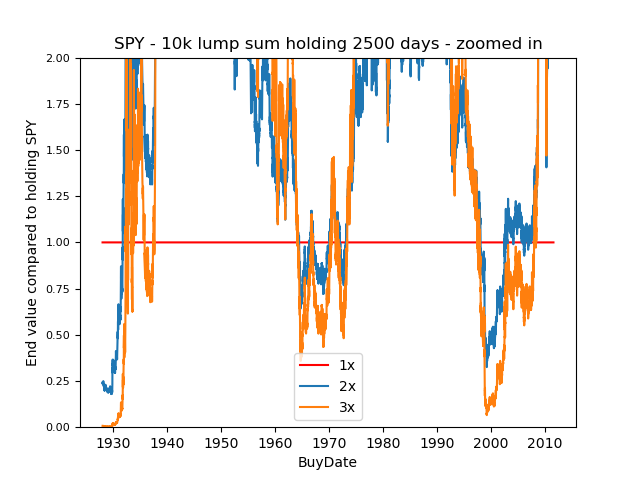 SPY - 10k lump sum holding 2500 days - zoomed in
End value compared to holding SPY
2.00
1.75
1.50
1.25
1.00
0.75
0.50
0.25
0.00
1x
2x
3x
1930 1940 1950 1960 1970 1980 1990 2000 2010
BuyDate